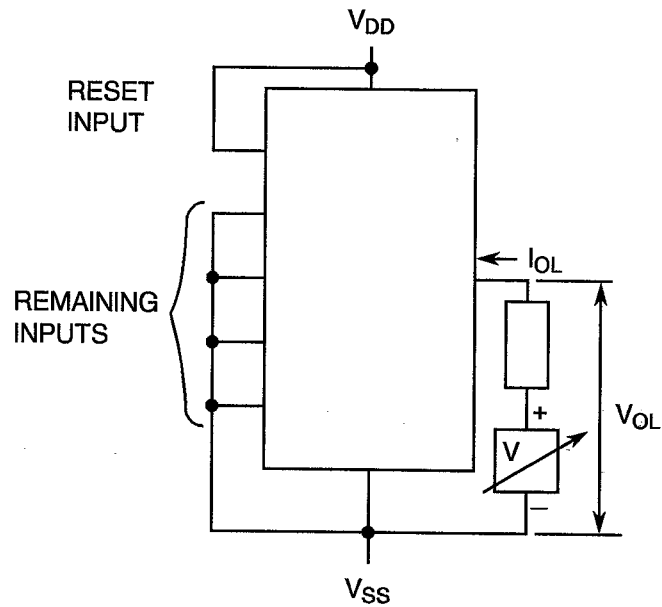 VDD
RESET
INPUT
IOL
REMAINING
INPUTS
+
V
VOL
–
VSS